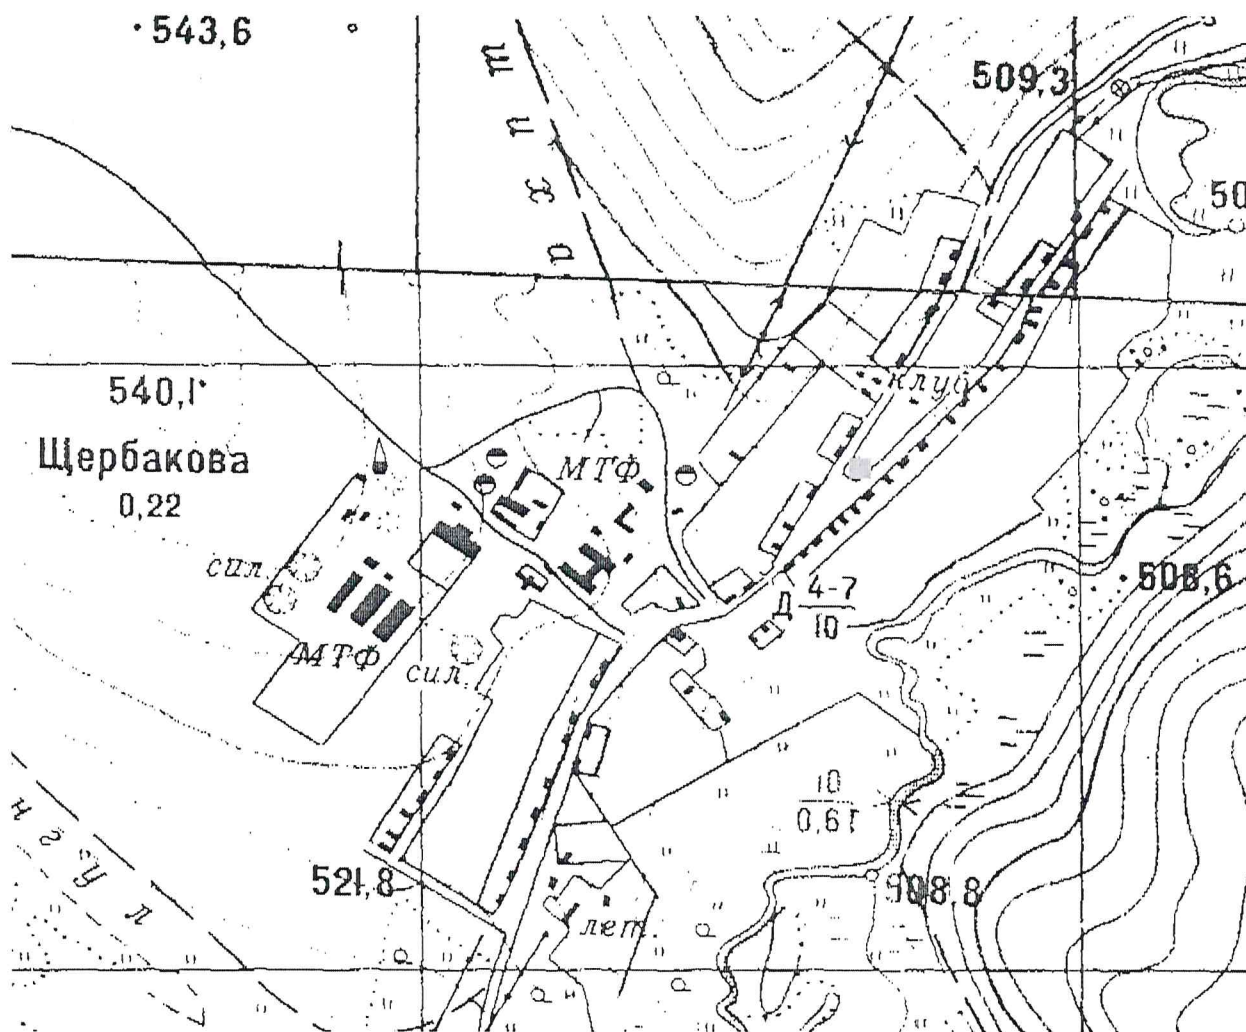 543,6
509,3
50
п а х п т
540,1
Щербакова
0,22
клуб
МТФ
сил.
МТФ
сил.
Д 4-7
10
508,6
10
0,6 Т
н г у л
521,8
508,8
лет.